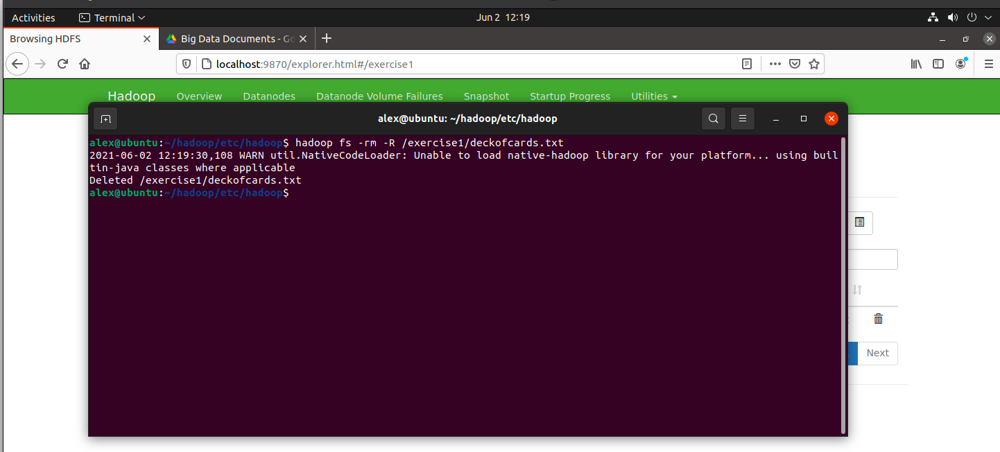 Activities Terminal Jun 2 12:19
Browsing HDFS Big Data Documents - Go
localhost:9870/explorer.html#/exercise1
Hadoop Overview Datanodes Datanode Volume Failures Snapshot Startup Progress Utilities
alex@ubuntu: ~/hadoop/etc/hadoop
alex@ubuntu:~/hadoop/etc/hadoop$ hadoop fs -rm -R /exercise1/deckofcards.txt
2021-06-02 12:19:30,108 WARN util.NativeCodeLoader: Unable to load native-hadoop library for your platform... using buil
tin-java classes where applicable
Deleted /exercise1/deckofcards.txt
alex@ubuntu:~/hadoop/etc/hadoop$
Next